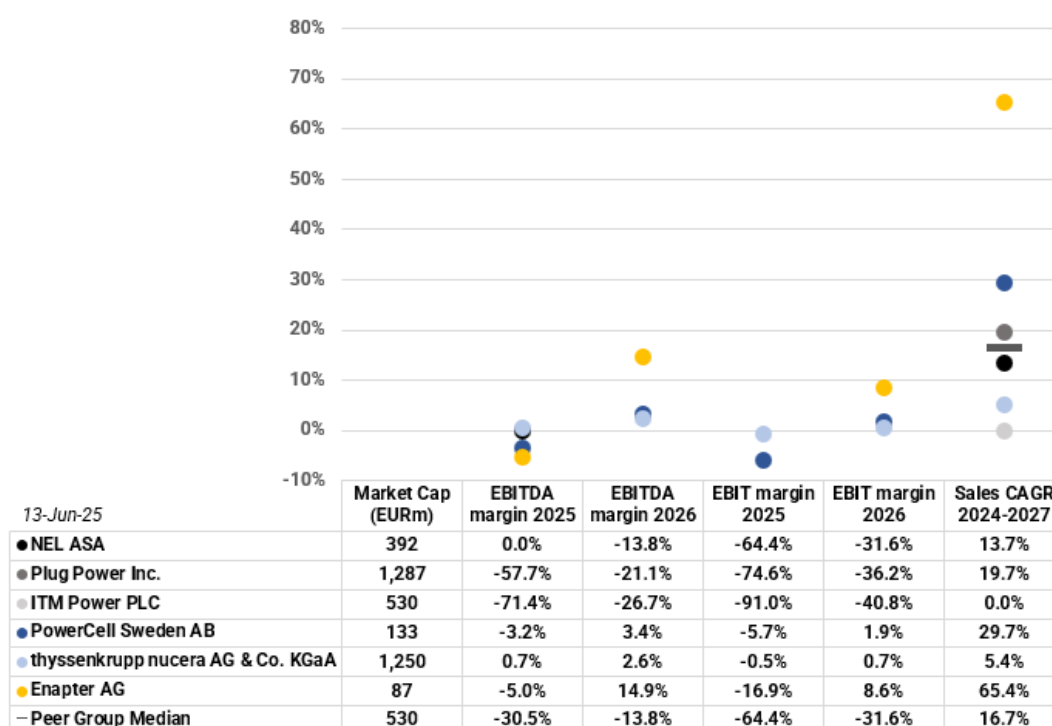 80%
70%
60%
50%
40%
30%
20%
10%
0%
-10%
13-Jun-25 Market Cap (EURm) EBITDA margin 2025 EBITDA margin 2026 EBIT margin 2025 EBIT margin 2026 Sales CAGR 2024-2027
NEL ASA 392 0.0% -13.8% -64.4% -31.6% 13.7%
Plug Power Inc. 1,287 -57.7% -21.1% -74.6% -36.2% 19.7%
ITM Power PLC 530 -71.4% -26.7% -91.0% -40.8% 0.0%
PowerCell Sweden AB 133 -3.2% 3.4% -5.7% 1.9% 29.7%
thyssenkrupp nucera AG & Co. KGaA 1,250 0.7% 2.6% -0.5% 0.7% 5.4%
Enapter AG 87 -5.0% 14.9% -16.9% 8.6% 65.4%
Peer Group Median 530 -30.5% -13.8% -64.4% -31.6% 16.7%